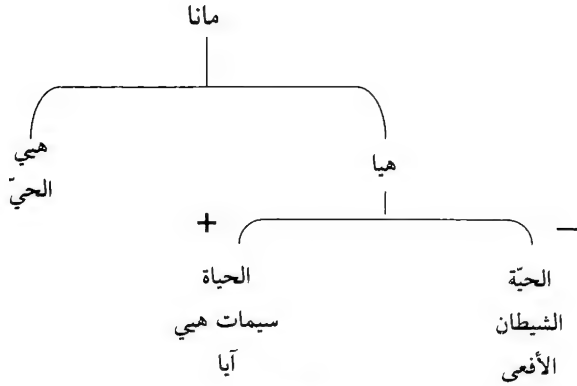 مانا
هيي
الحيّ
هيا
+
−
الحياة
سيمات هيي
آيا
الحيّة
الشيطان
الأفعى